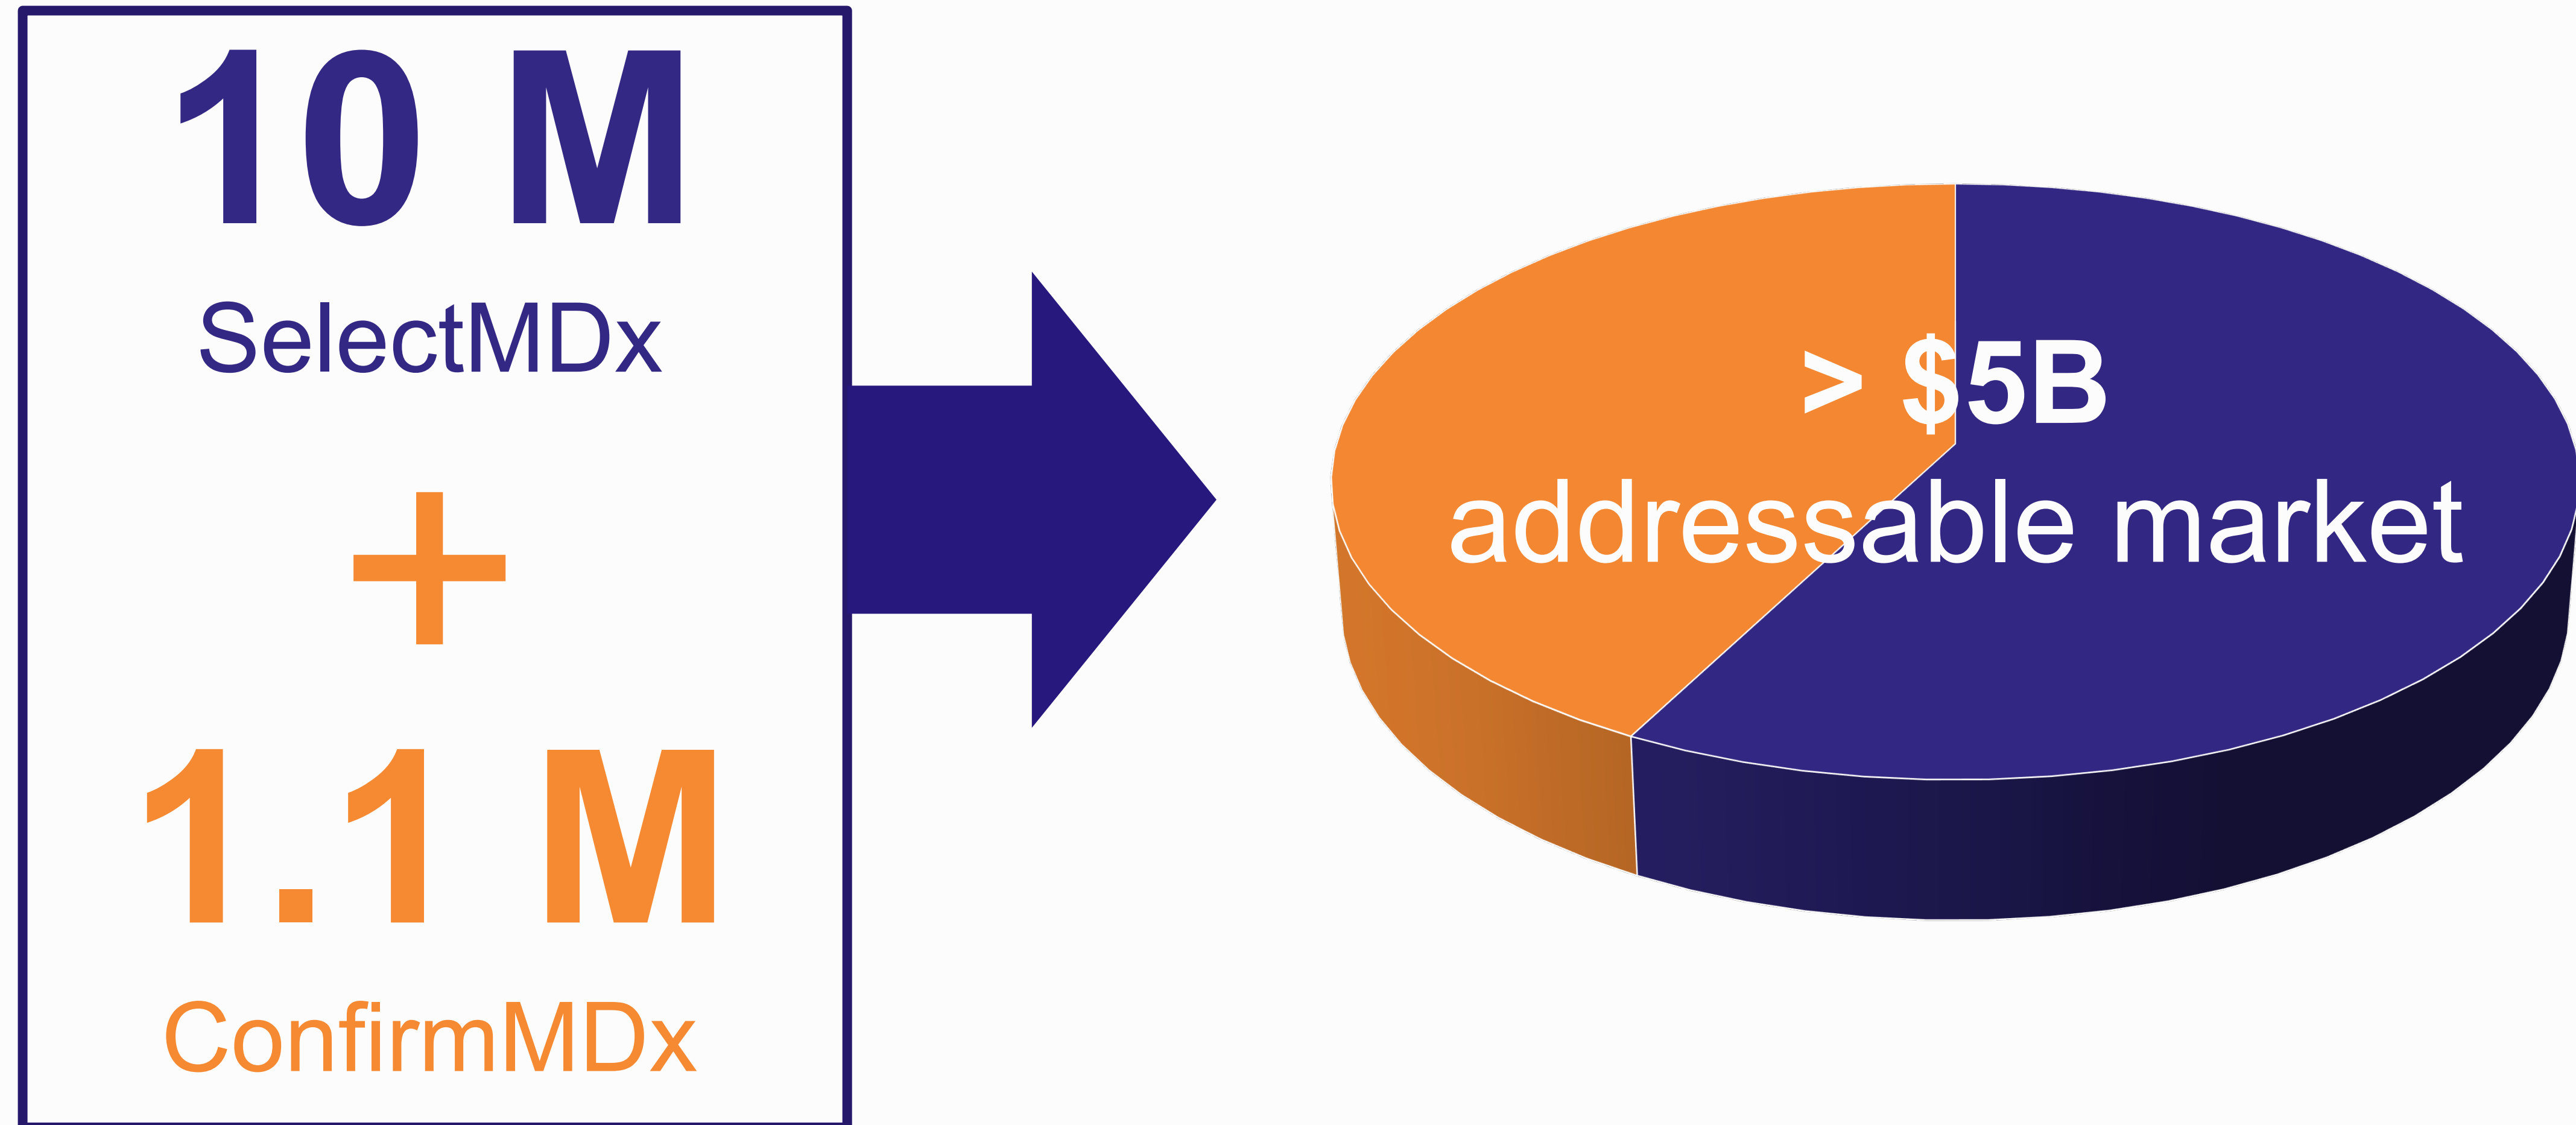 10 M
SelectMDx
+
1.1 M
ConfirmMDx
> $5B
addressable market